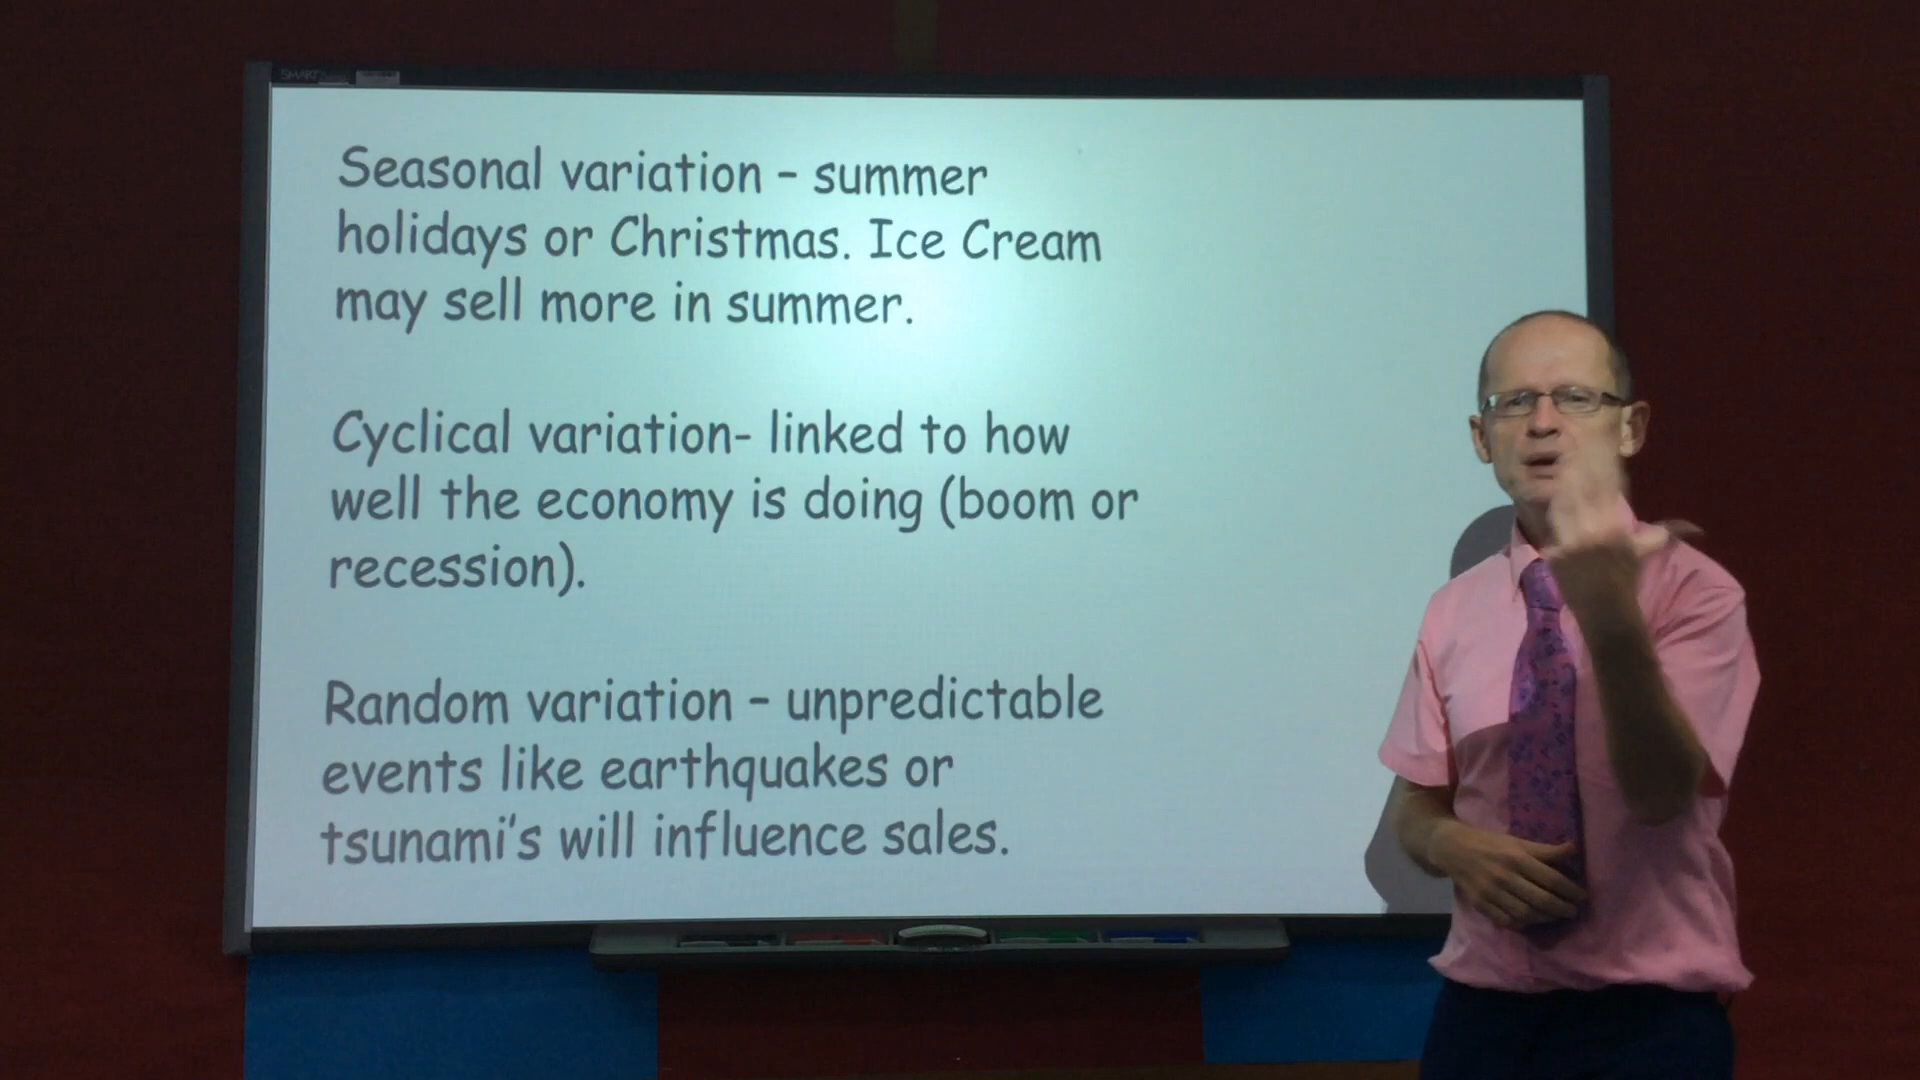 SMART
Seasonal variation – summer
holidays or Christmas. Ice Cream
may sell more in summer.
Cyclical variation- linked to how
well the economy is doing (boom or
recession).
Random variation – unpredictable
events like earthquakes or
tsunami's will influence sales.